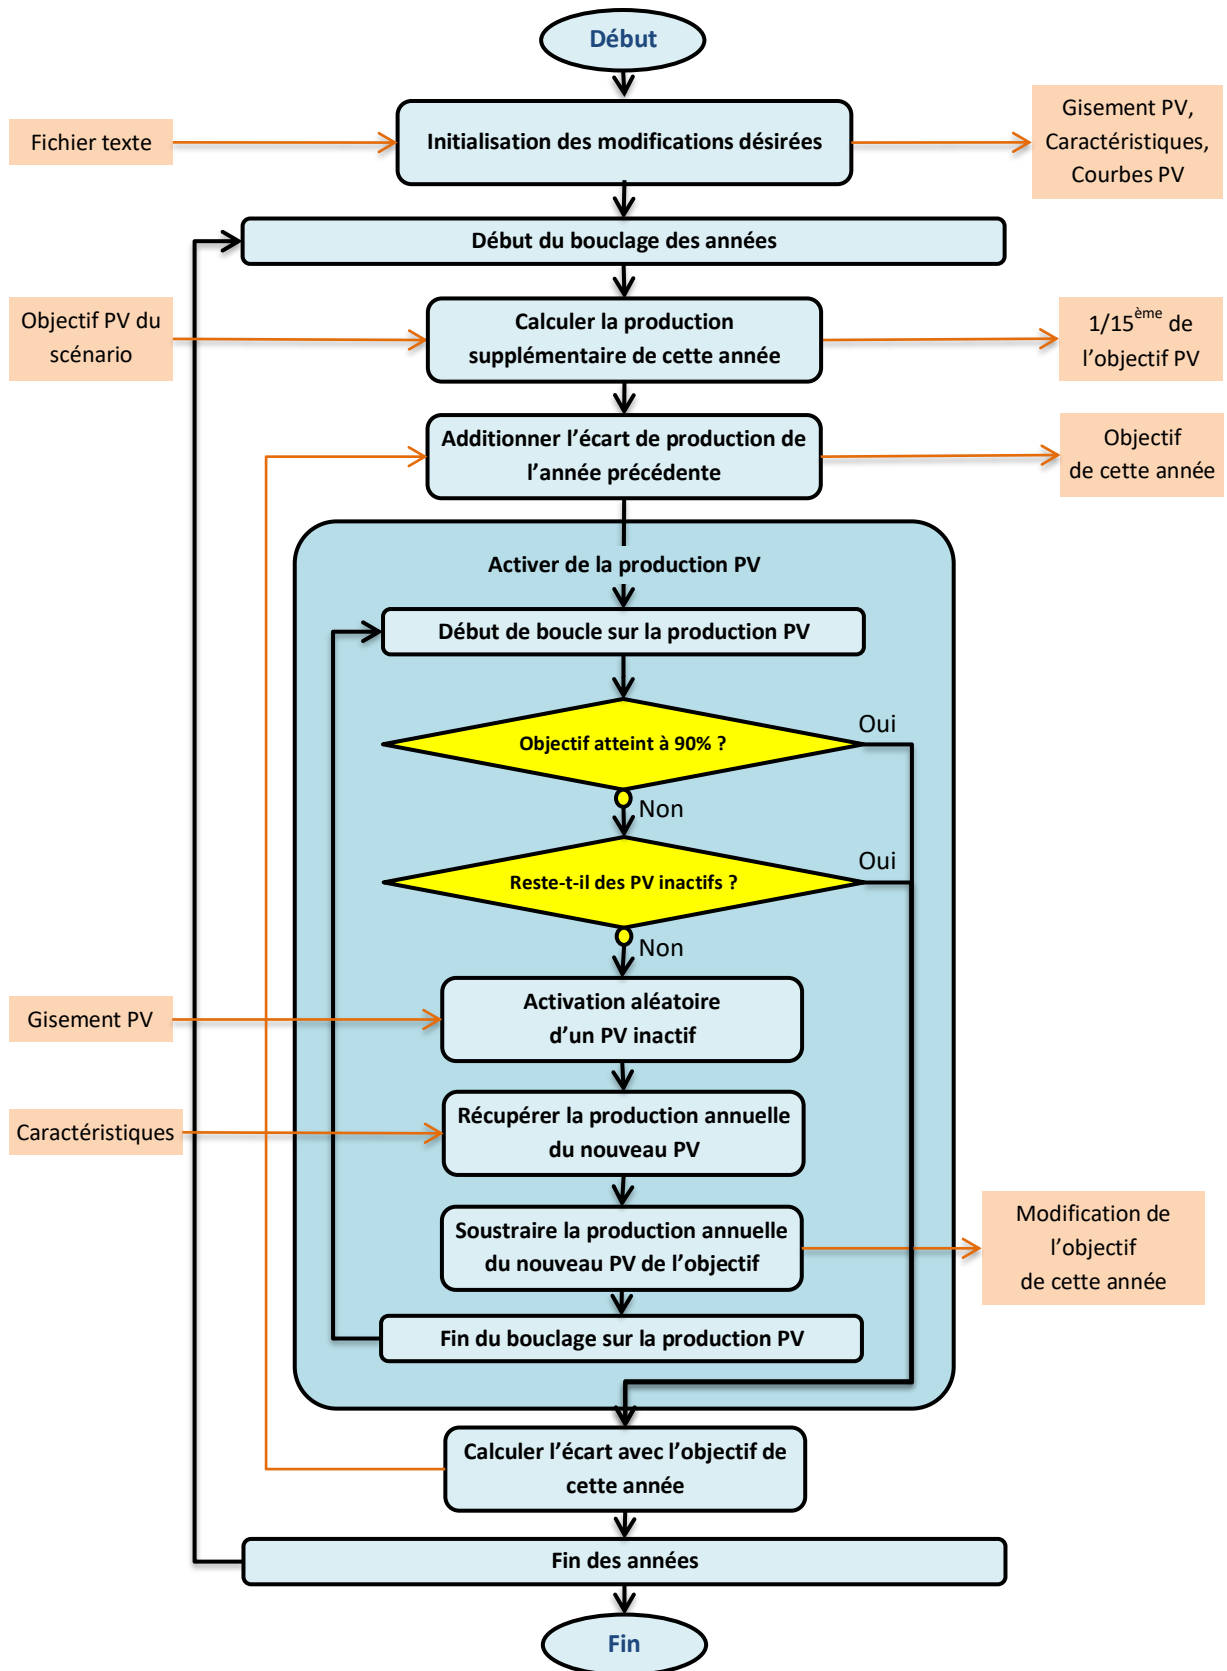 Début
Fichier texte
Initialisation des modifications désirées
Gisement PV,
Caractéristiques,
Courbes PV
Début du bouclage des années
Objectif PV du
scénario
Calculer la production
supplémentaire de cette année
1/15ème de
l’objectif PV
Additionner l’écart de production de
l’année précédente
Objectif
de cette année
Activer de la production PV
Début de boucle sur la production PV
Objectif atteint à 90% ?
Oui
Non
Reste-t-il des PV inactifs ?
Oui
Non
Gisement PV
Activation aléatoire
d’un PV inactif
Caractéristiques
Récupérer la production annuelle
du nouveau PV
Soustraire la production annuelle
du nouveau PV de l’objectif
Modification de
l’objectif
de cette année
Fin du bouclage sur la production PV
Calculer l’écart avec l’objectif de
cette année
Fin des années
Fin